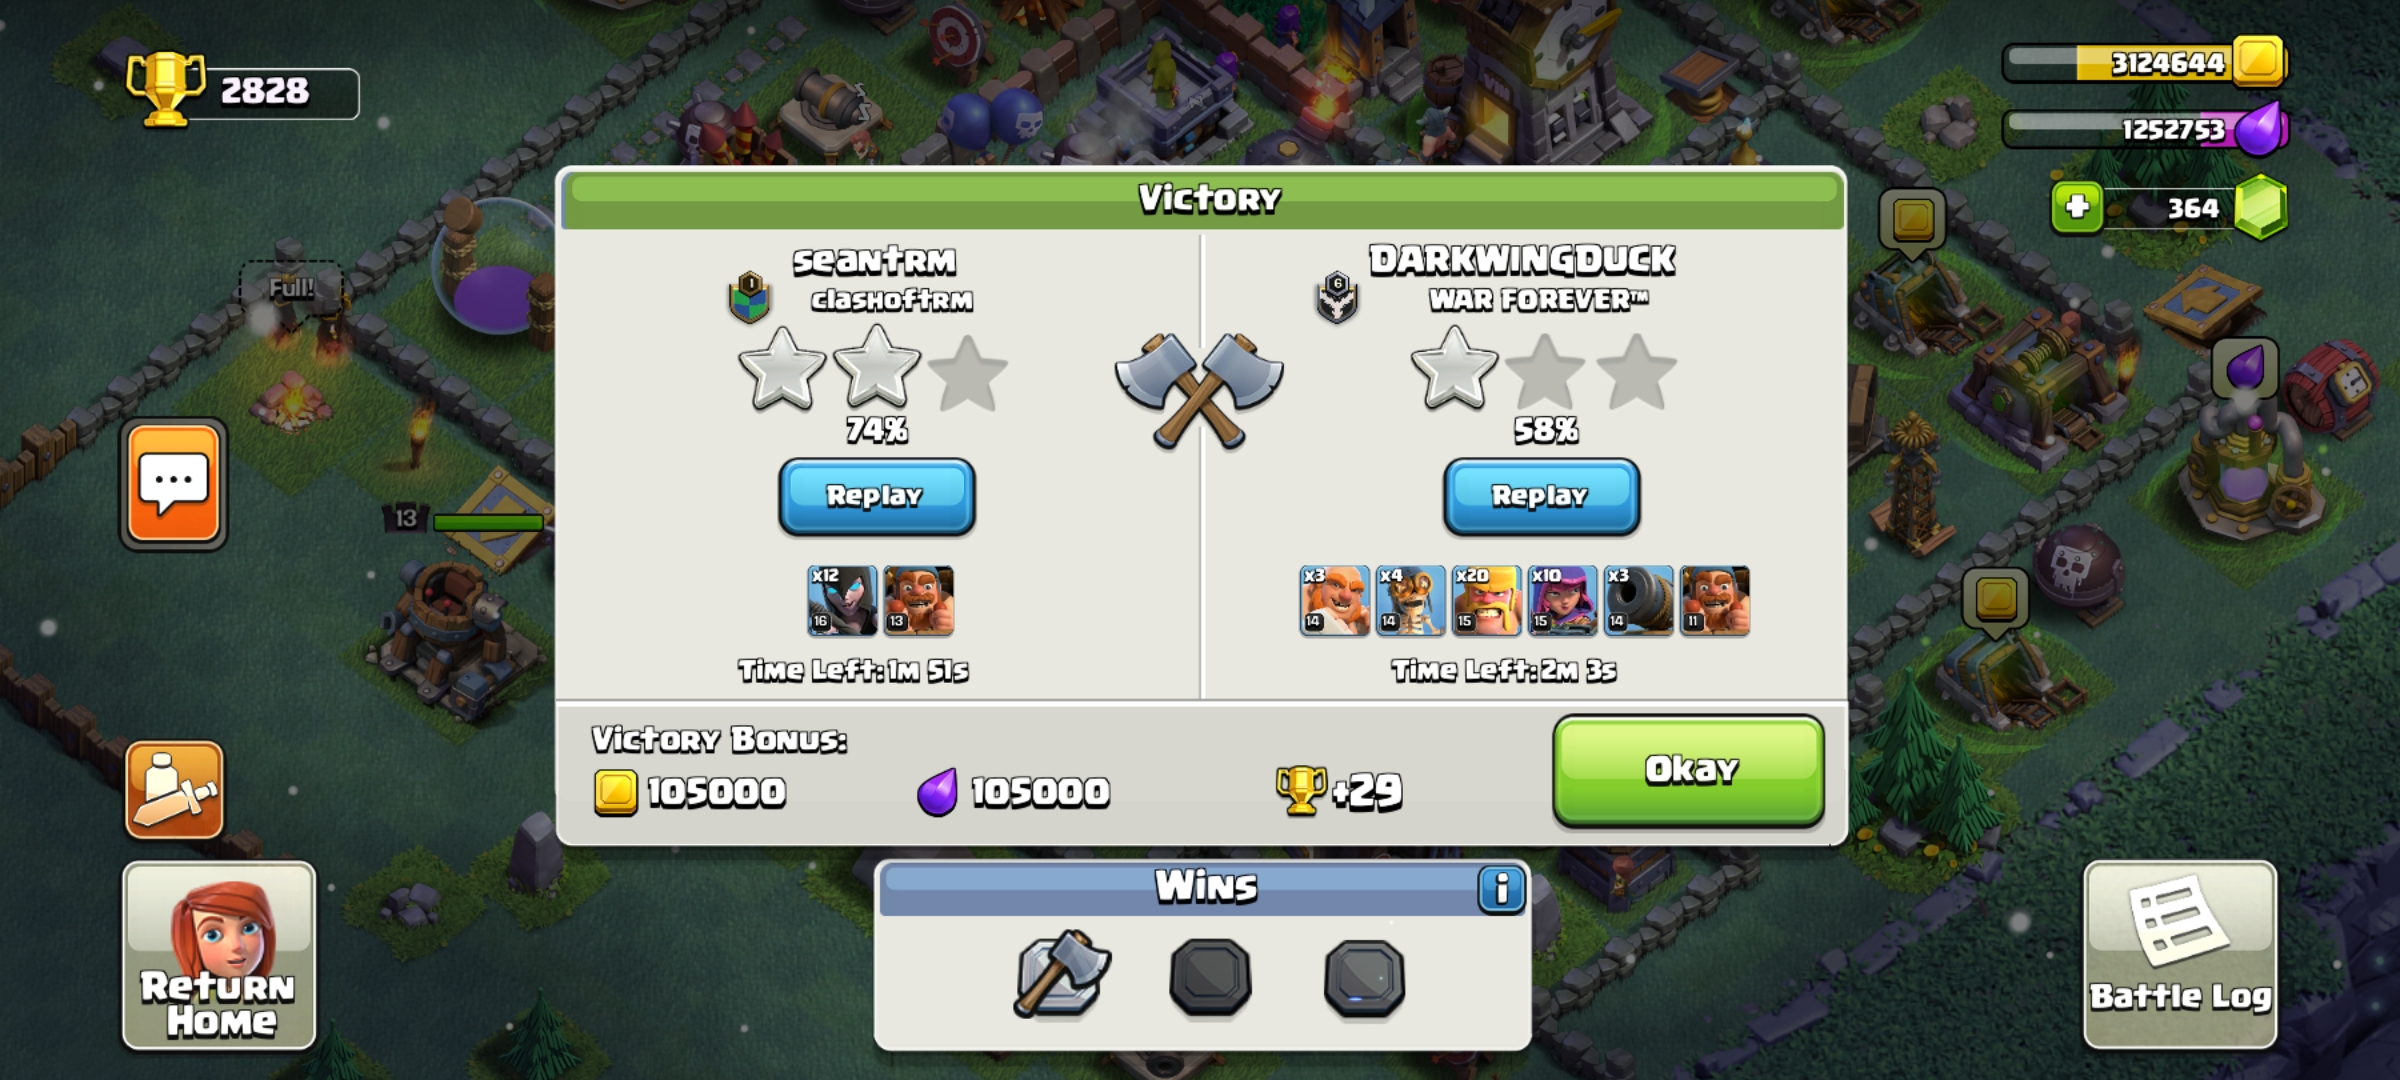 2828
3124644
1252753
364
Full!
13
Victory
seantrm
clashoftrm
1
74%
Replay
x12
16
13
Time Left:1m 51s
DARKWINGDUCK
WAR FOREVER™
6
58%
Replay
x3
14
x4
14
x20
15
x10
15
x3
14
11
Time Left:2m 3s
Victory Bonus:
105000
105000
+29
Okay
Wins
i
Return
Home
Battle Log